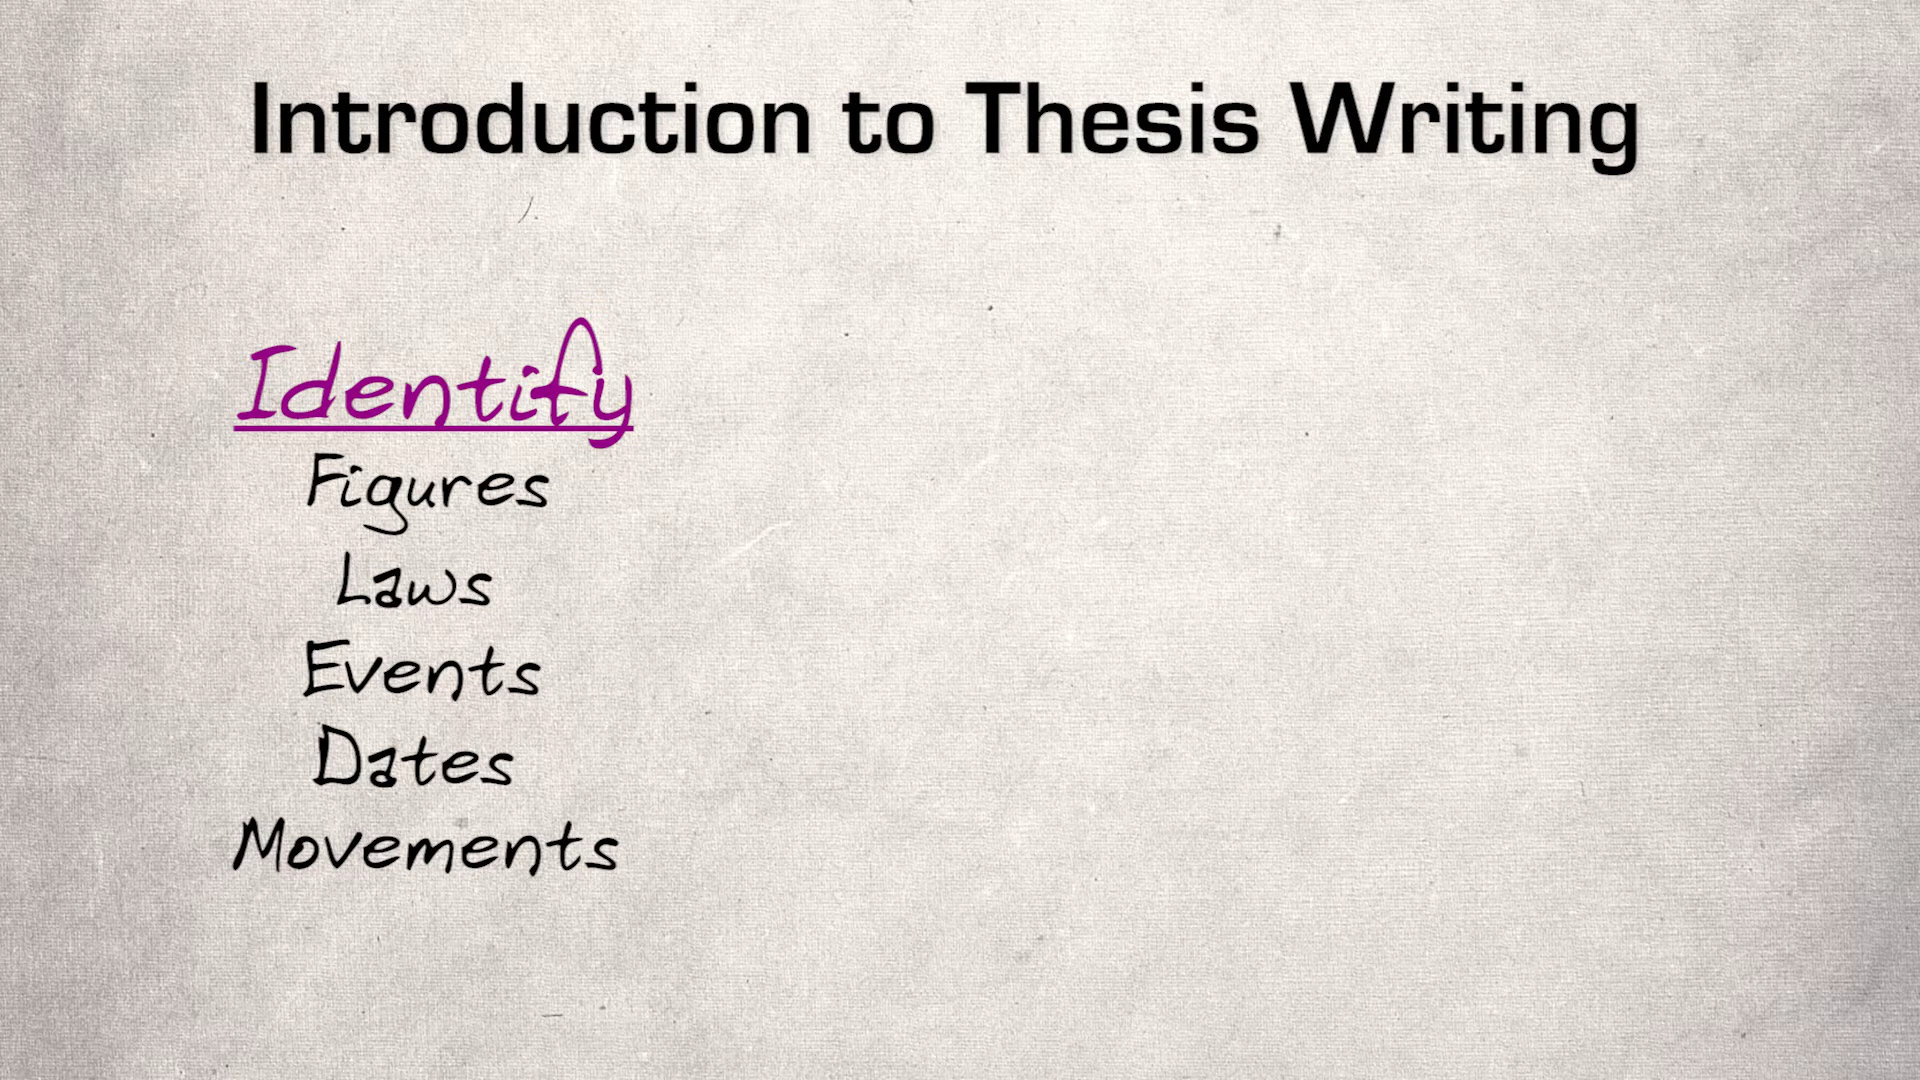 Introduction to Thesis Writing
Identify
Figures
Laws
Events
Dates
Movements